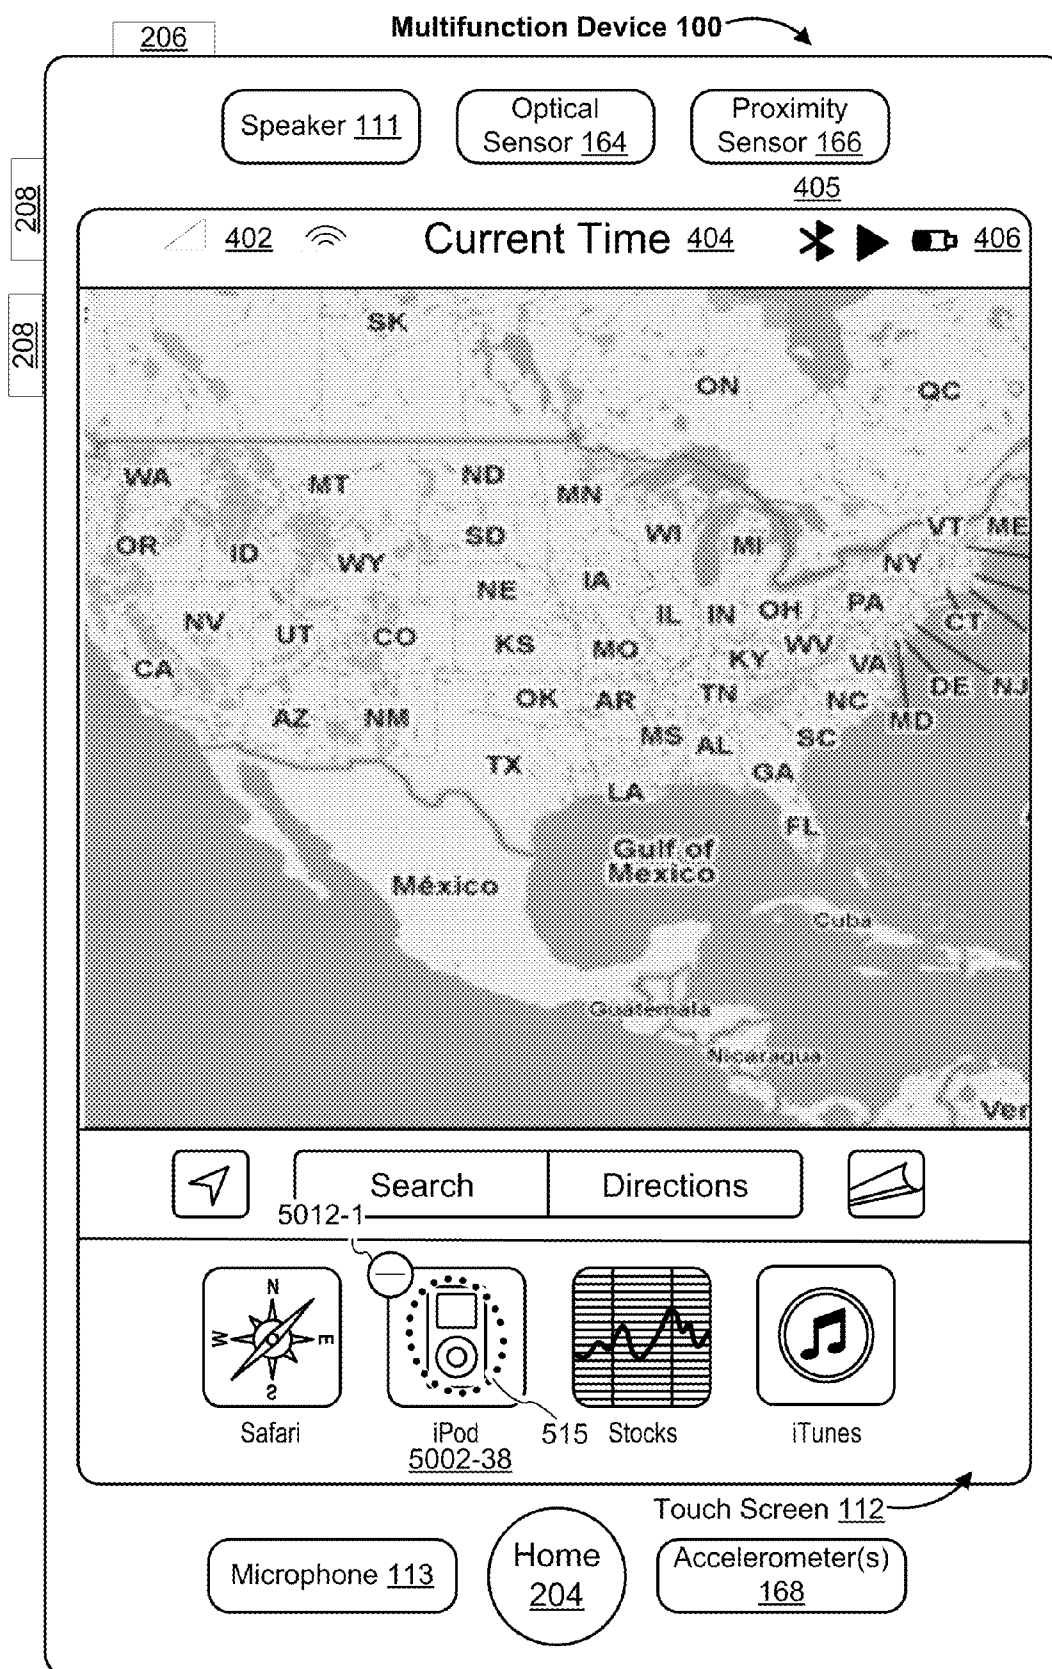 Multifunction Device 100
206
Speaker 111
Optical
Sensor 164
Proximity
Sensor 166
208
208
405
402
Current Time 404
406
SK
ON
QC
WA
MT
ND
MN
OR
ID
WY
SD
WI
MI
VT
ME
NY
NE
IA
NV
UT
CO
IL
IN
OH
PA
CT
KS
MO
KY
WV
VA
CA
OK
AR
TN
NC
DE
NJ
AZ
NM
MS
AL
SC
MD
TX
GA
LA
FL
Gulf of
Mexico
México
Cuba
Guatemala
Nicaragua
Ver
Search
Directions
5012-1
N
W
E
S
Safari
iPod
5002-38
515
Stocks
iTunes
Touch Screen 112
Microphone 113
Home
204
Accelerometer(s)
168